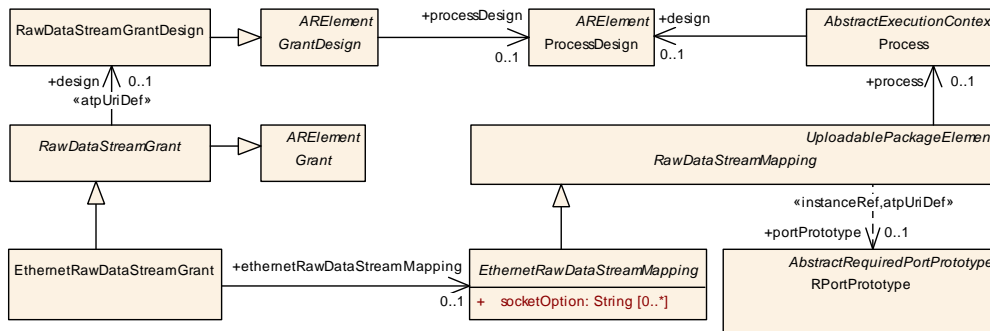 RawDataStreamGrantDesign
ARElement
GrantDesign
+processDesign
0..1
ARElement
ProcessDesign
+design
0..1
AbstractExecutionContex
Process
+design
0..1
«atpUriDef»
+process
0..1
RawDataStreamGrant
ARElement
Grant
UploadablePackageElemen
RawDataStreamMapping
«instanceRef,atpUriDef»
+portPrototype
0..1
EthernetRawDataStreamGrant
+ethernetRawDataStreamMapping
0..1
EthernetRawDataStreamMapping
+ socketOption: String [0..*]
AbstractRequiredPortPrototype
RPortPrototype